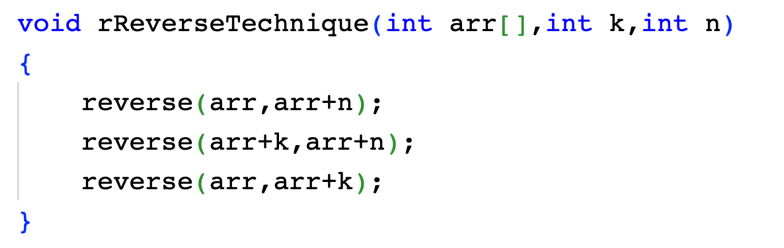 void rReverseTechnique(int arr[],int k,int n)
{
    reverse(arr,arr+n);
    reverse(arr+k,arr+n);
    reverse(arr,arr+k);
}